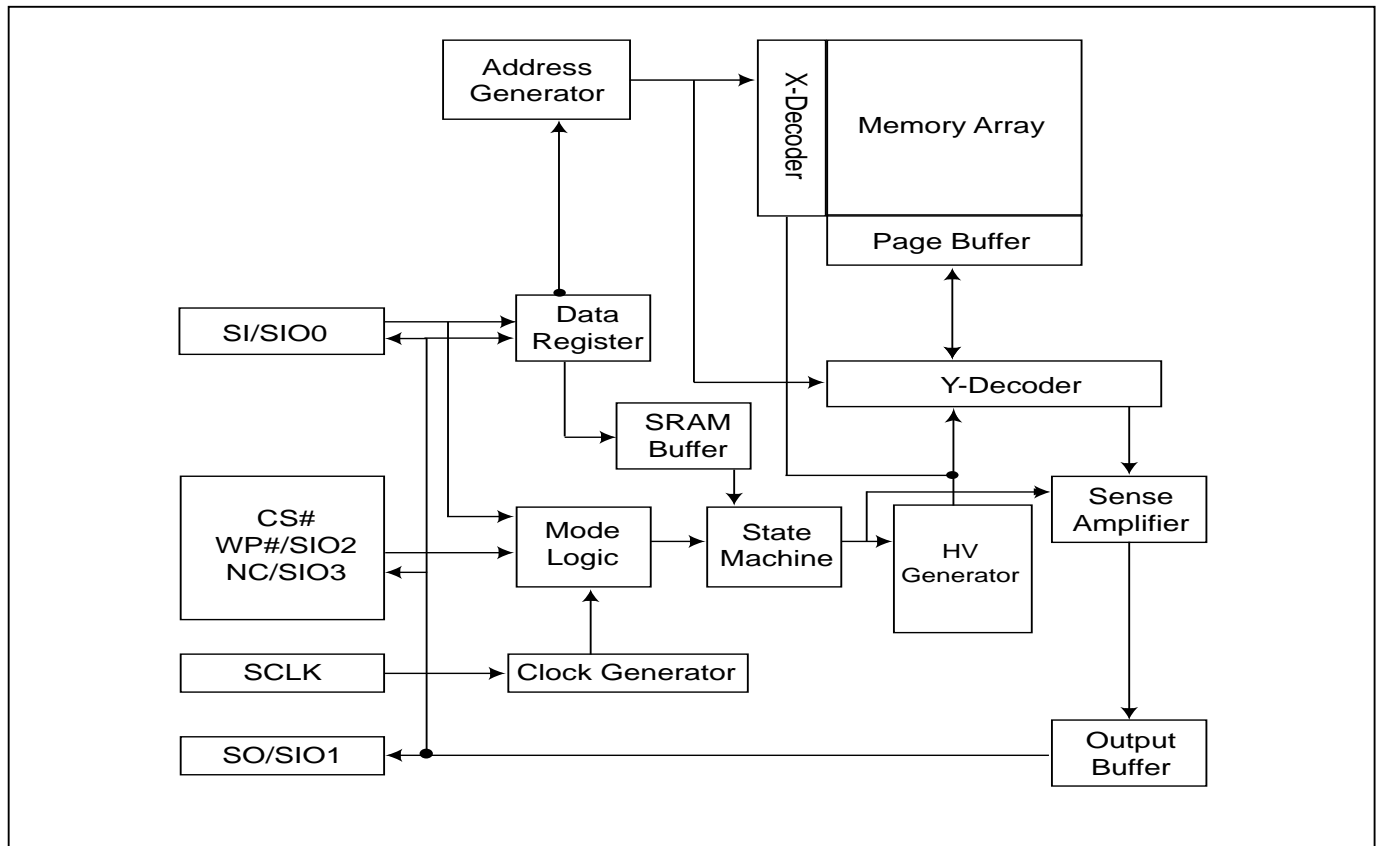 Address
Generator
X-Decoder
Memory Array
Page Buffer
SI/SIO0
Data
Register
Y-Decoder
SRAM
Buffer
CS#
WP#/SIO2
NC/SIO3
Mode
Logic
State
Machine
HV
Generator
Sense
Amplifier
SCLK
Clock Generator
SO/SIO1
Output
Buffer